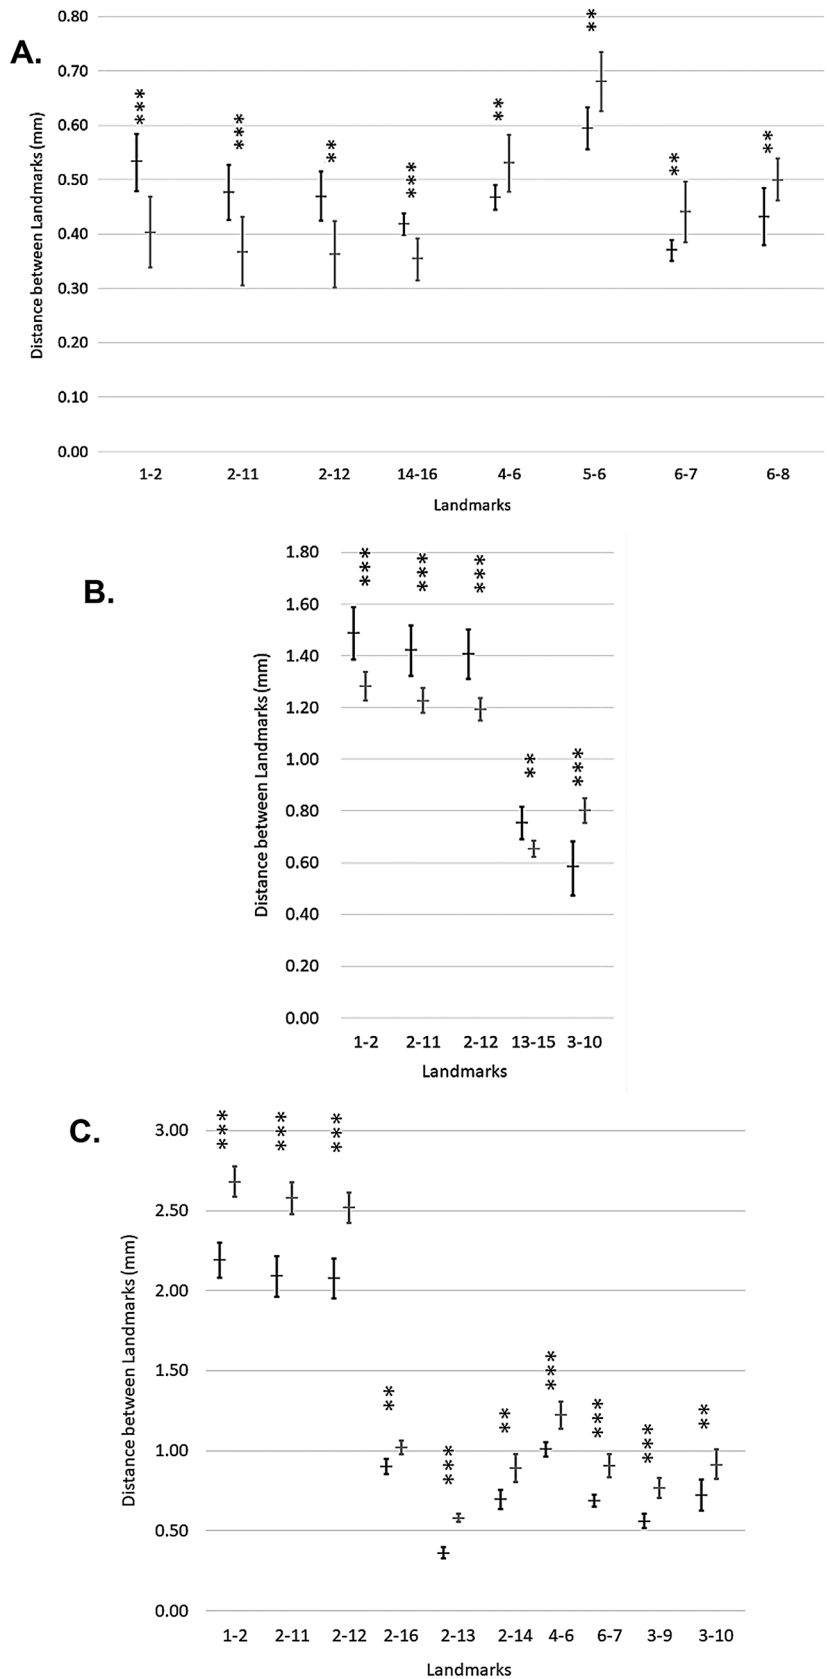 A.
Distance between Landmarks (mm)
0.80
0.70
0.60
0.50
0.40
0.30
0.20
0.10
0.00
*** *** ** *** ** ** ** **
1-2 2-11 2-12 14-16 4-6 5-6 6-7 6-8
Landmarks
B.
Distance between Landmarks (mm)
1.80
1.60
1.40
1.20
1.00
0.80
0.60
0.40
0.20
0.00
*** *** *** ** ***
1-2 2-11 2-12 13-15 3-10
Landmarks
C.
Distance between Landmarks (mm)
3.00
2.50
2.00
1.50
1.00
0.50
0.00
*** *** *** ** *** ** *** *** *** **
1-2 2-11 2-12 2-16 2-13 2-14 4-6 6-7 3-9 3-10
Landmarks